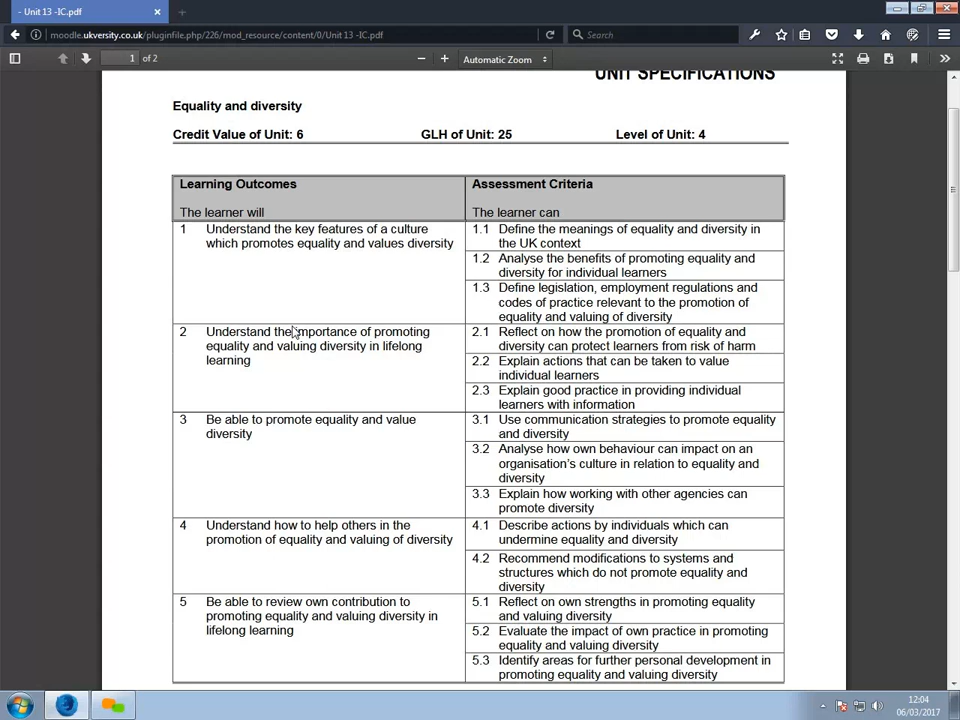 - Unit 13 -IC.pdf
moodle.ukversity.co.uk/pluginfile.php/226/mod_resource/content/0/Unit 13 -IC.pdf
Search
1 of 2
Automatic Zoom
UNIT SPECIFICATIONS
Equality and diversity
Credit Value of Unit: 6 GLH of Unit: 25 Level of Unit: 4
Learning Outcomes
The learner will
Assessment Criteria
The learner can
1 Understand the key features of a culture
which promotes equality and values diversity
1.1 Define the meanings of equality and diversity in
the UK context
1.2 Analyse the benefits of promoting equality and
diversity for individual learners
1.3 Define legislation, employment regulations and
codes of practice relevant to the promotion of
equality and valuing of diversity
2 Understand the importance of promoting
equality and valuing diversity in lifelong
learning
2.1 Reflect on how the promotion of equality and
diversity can protect learners from risk of harm
2.2 Explain actions that can be taken to value
individual learners
2.3 Explain good practice in providing individual
learners with information
3 Be able to promote equality and value
diversity
3.1 Use communication strategies to promote equality
and diversity
3.2 Analyse how own behaviour can impact on an
organisation's culture in relation to equality and
diversity
3.3 Explain how working with other agencies can
promote diversity
4 Understand how to help others in the
promotion of equality and valuing of diversity
4.1 Describe actions by individuals which can
undermine equality and diversity
4.2 Recommend modifications to systems and
structures which do not promote equality and
diversity
5 Be able to review own contribution to
promoting equality and valuing diversity in
lifelong learning
5.1 Reflect on own strengths in promoting equality
and valuing diversity
5.2 Evaluate the impact of own practice in promoting
equality and valuing diversity
5.3 Identify areas for further personal development in
promoting equality and valuing diversity
12:04
06/03/2017